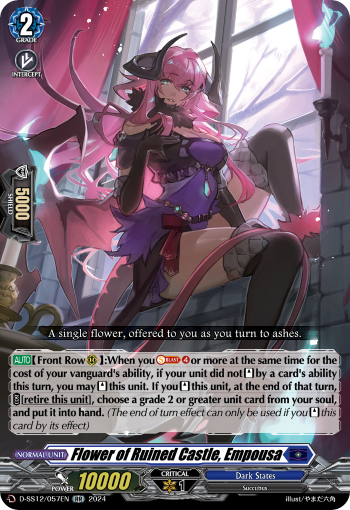 2
GRADE
INTERCEPT
5000
SHIELD
A single flower, offered to you as you turn to ashes.
AUTO [Front Row]:When you BLAST 4 or more at the same time for the
cost of your vanguard's ability, if your unit did not by a card's ability
this turn, you may this unit. If you this unit, at the end of that turn,
[retire this unit], choose a grade 2 or greater unit card from your soul,
and put it into hand. (The end of turn effect can only be used if you this
card by its effect)
NORMAL UNIT
Flower of Ruined Castle, Empousa
POWER 10000
CRITICAL
1
Dark States
Succubus
D-SS12/057EN RR 2024
illust/やまだ六角